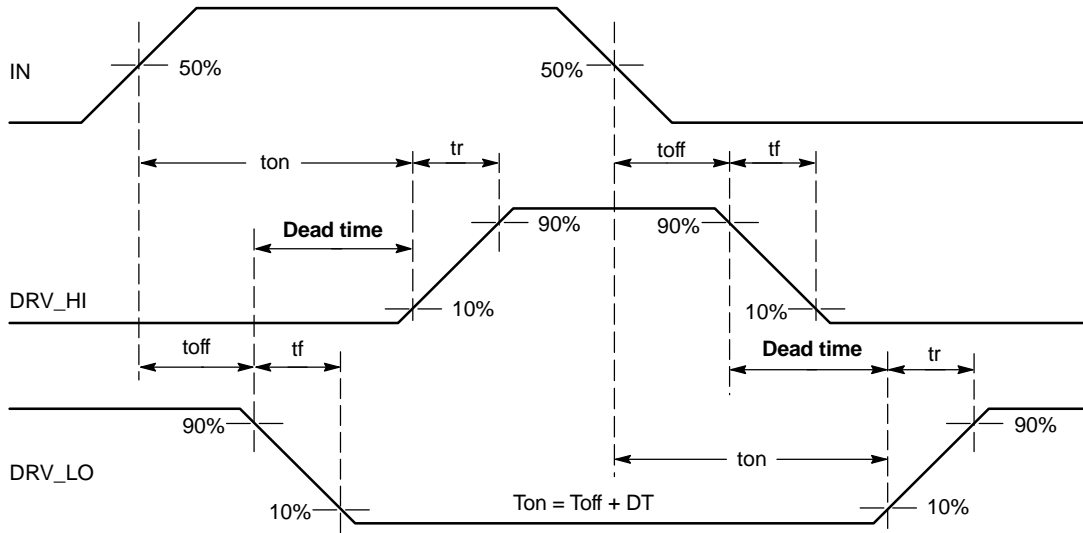 IN
50%
50%
ton
tr
toff
tf
Dead time
90%
90%
DRV_HI
10%
10%
toff
tf
Dead time
tr
90%
90%
DRV_LO
ton
10%
Ton = Toff + DT
10%